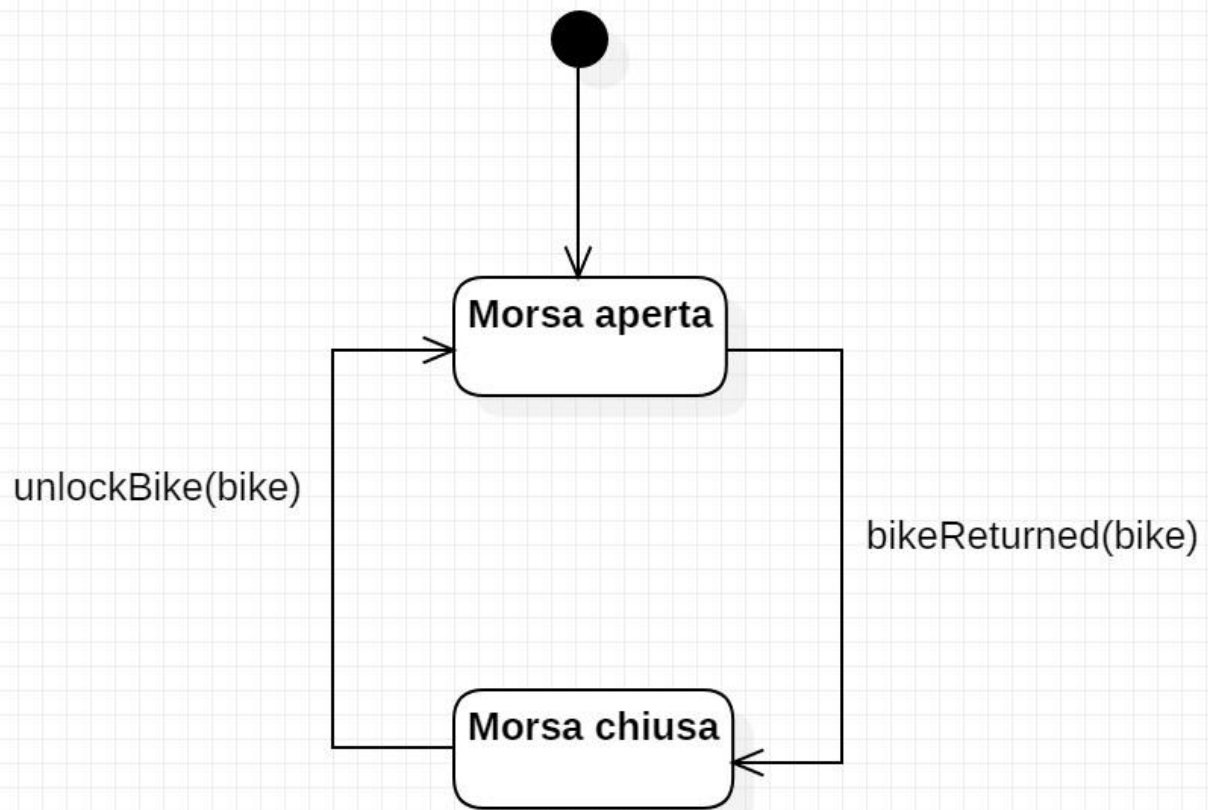 Morsa aperta
unlockBike(bike)
bikeReturned(bike)
Morsa chiusa